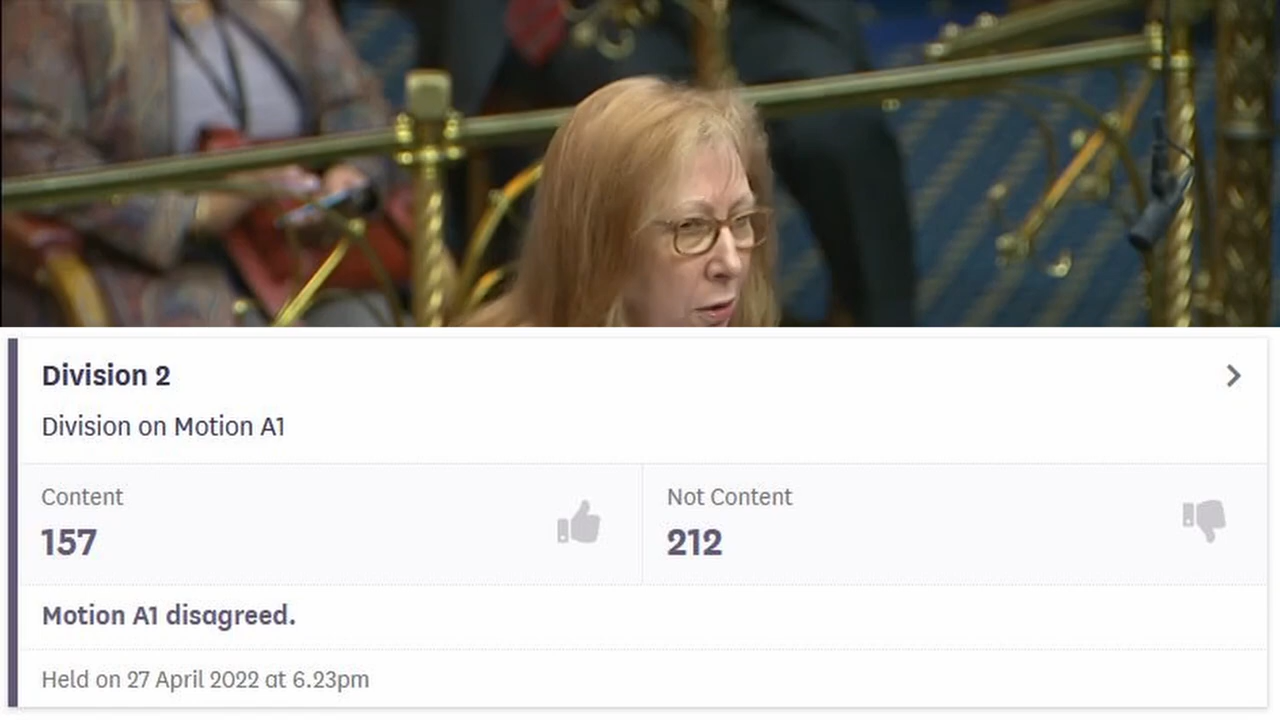 Division 2
Division on Motion A1
Content
157
Not Content
212
Motion A1 disagreed.
Held on 27 April 2022 at 6.23pm